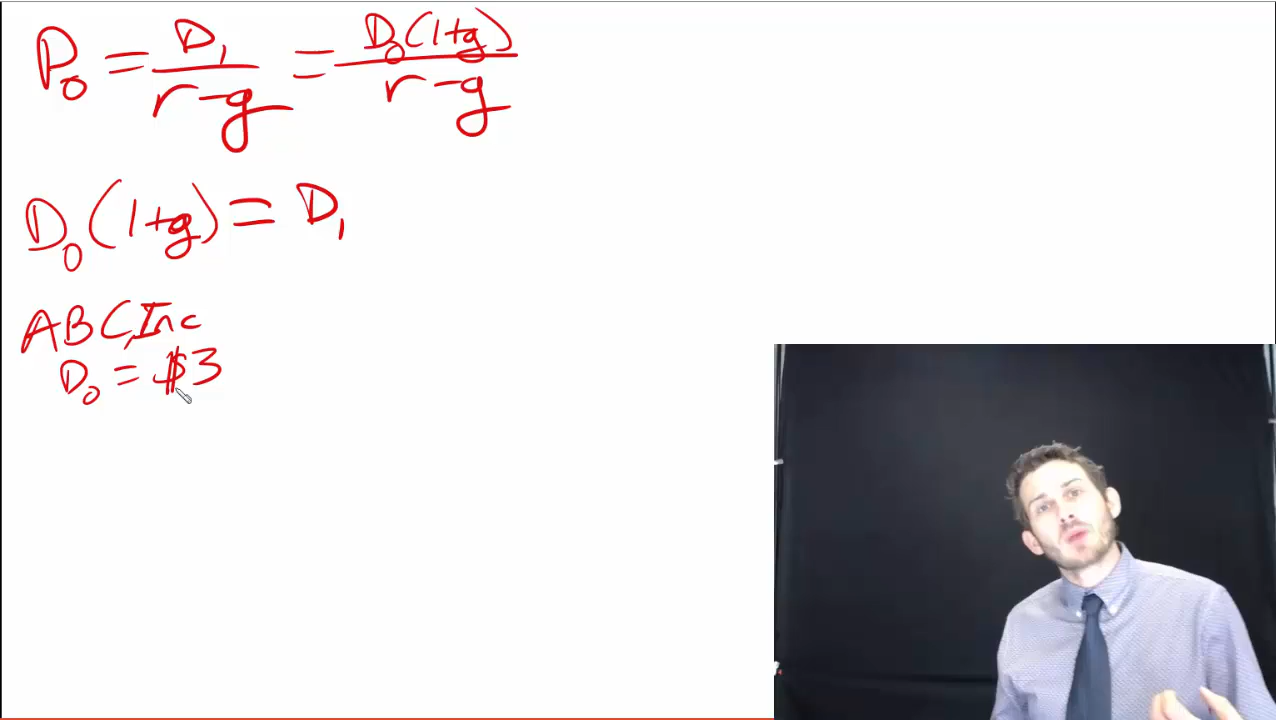 P₀ = D₁/(r-g) = D₀(1+g)/(r-g)
D₀(1+g) = D₁
ABC, Inc
D₀ = $3